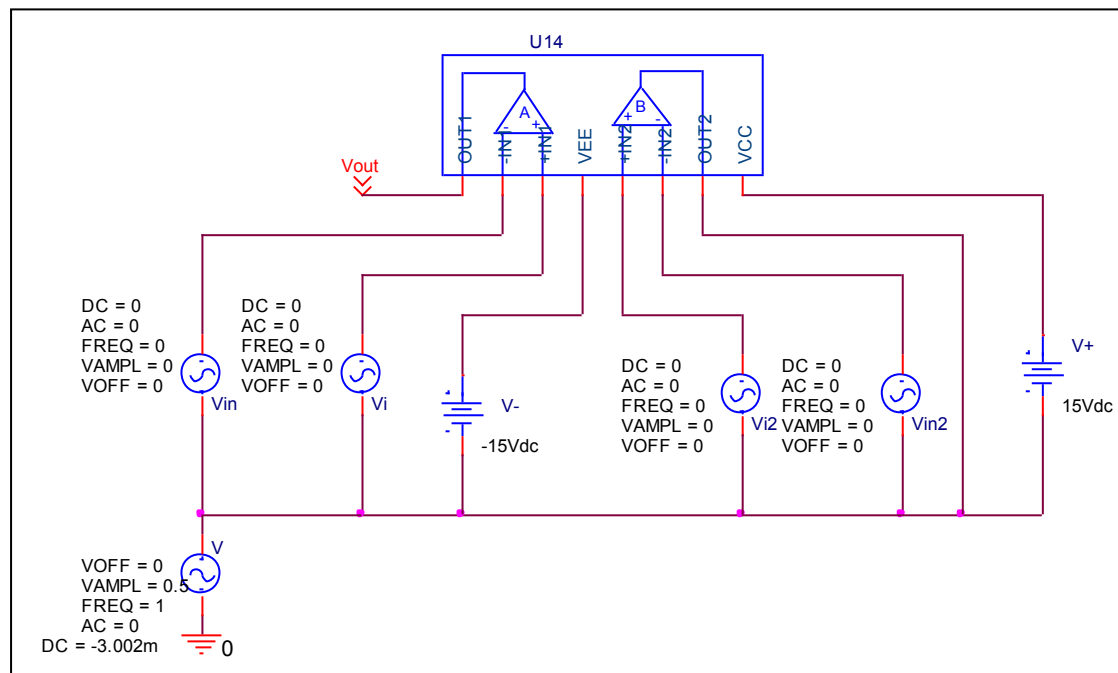 U14
A
B
- +
+ -
OUT1
-IN1
+IN1
VEE
+IN2
-IN2
OUT2
VCC
Vout
DC = 0
AC = 0
FREQ = 0
VAMPL = 0
VOFF = 0
Vin
DC = 0
AC = 0
FREQ = 0
VAMPL = 0
VOFF = 0
Vi
V-
-15Vdc
DC = 0
AC = 0
FREQ = 0
VAMPL = 0
VOFF = 0
Vi2
DC = 0
AC = 0
FREQ = 0
VAMPL = 0
VOFF = 0
Vin2
V+
15Vdc
V
VOFF = 0
VAMPL = 0.5
FREQ = 1
AC = 0
DC = -3.002m
0